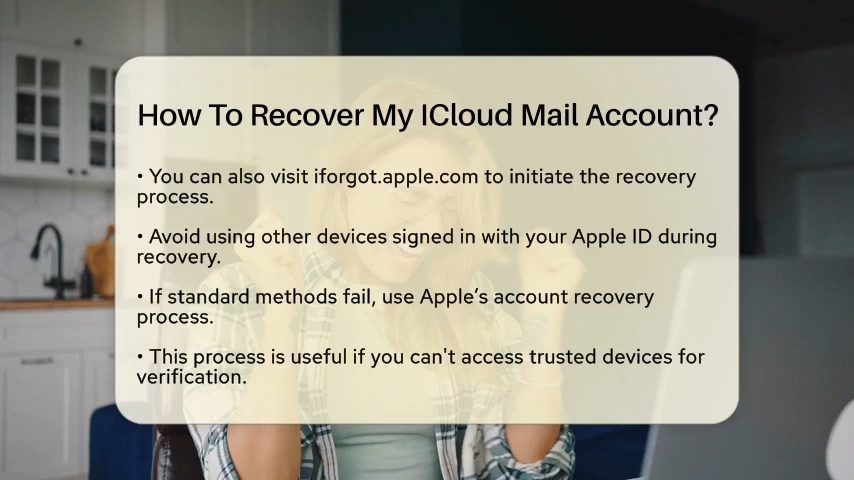 How To Recover My ICloud Mail Account?
• You can also visit iforgot.apple.com to initiate the recovery
process.
• Avoid using other devices signed in with your Apple ID during
recovery.
• If standard methods fail, use Apple’s account recovery
process.
• This process is useful if you can't access trusted devices for
verification.